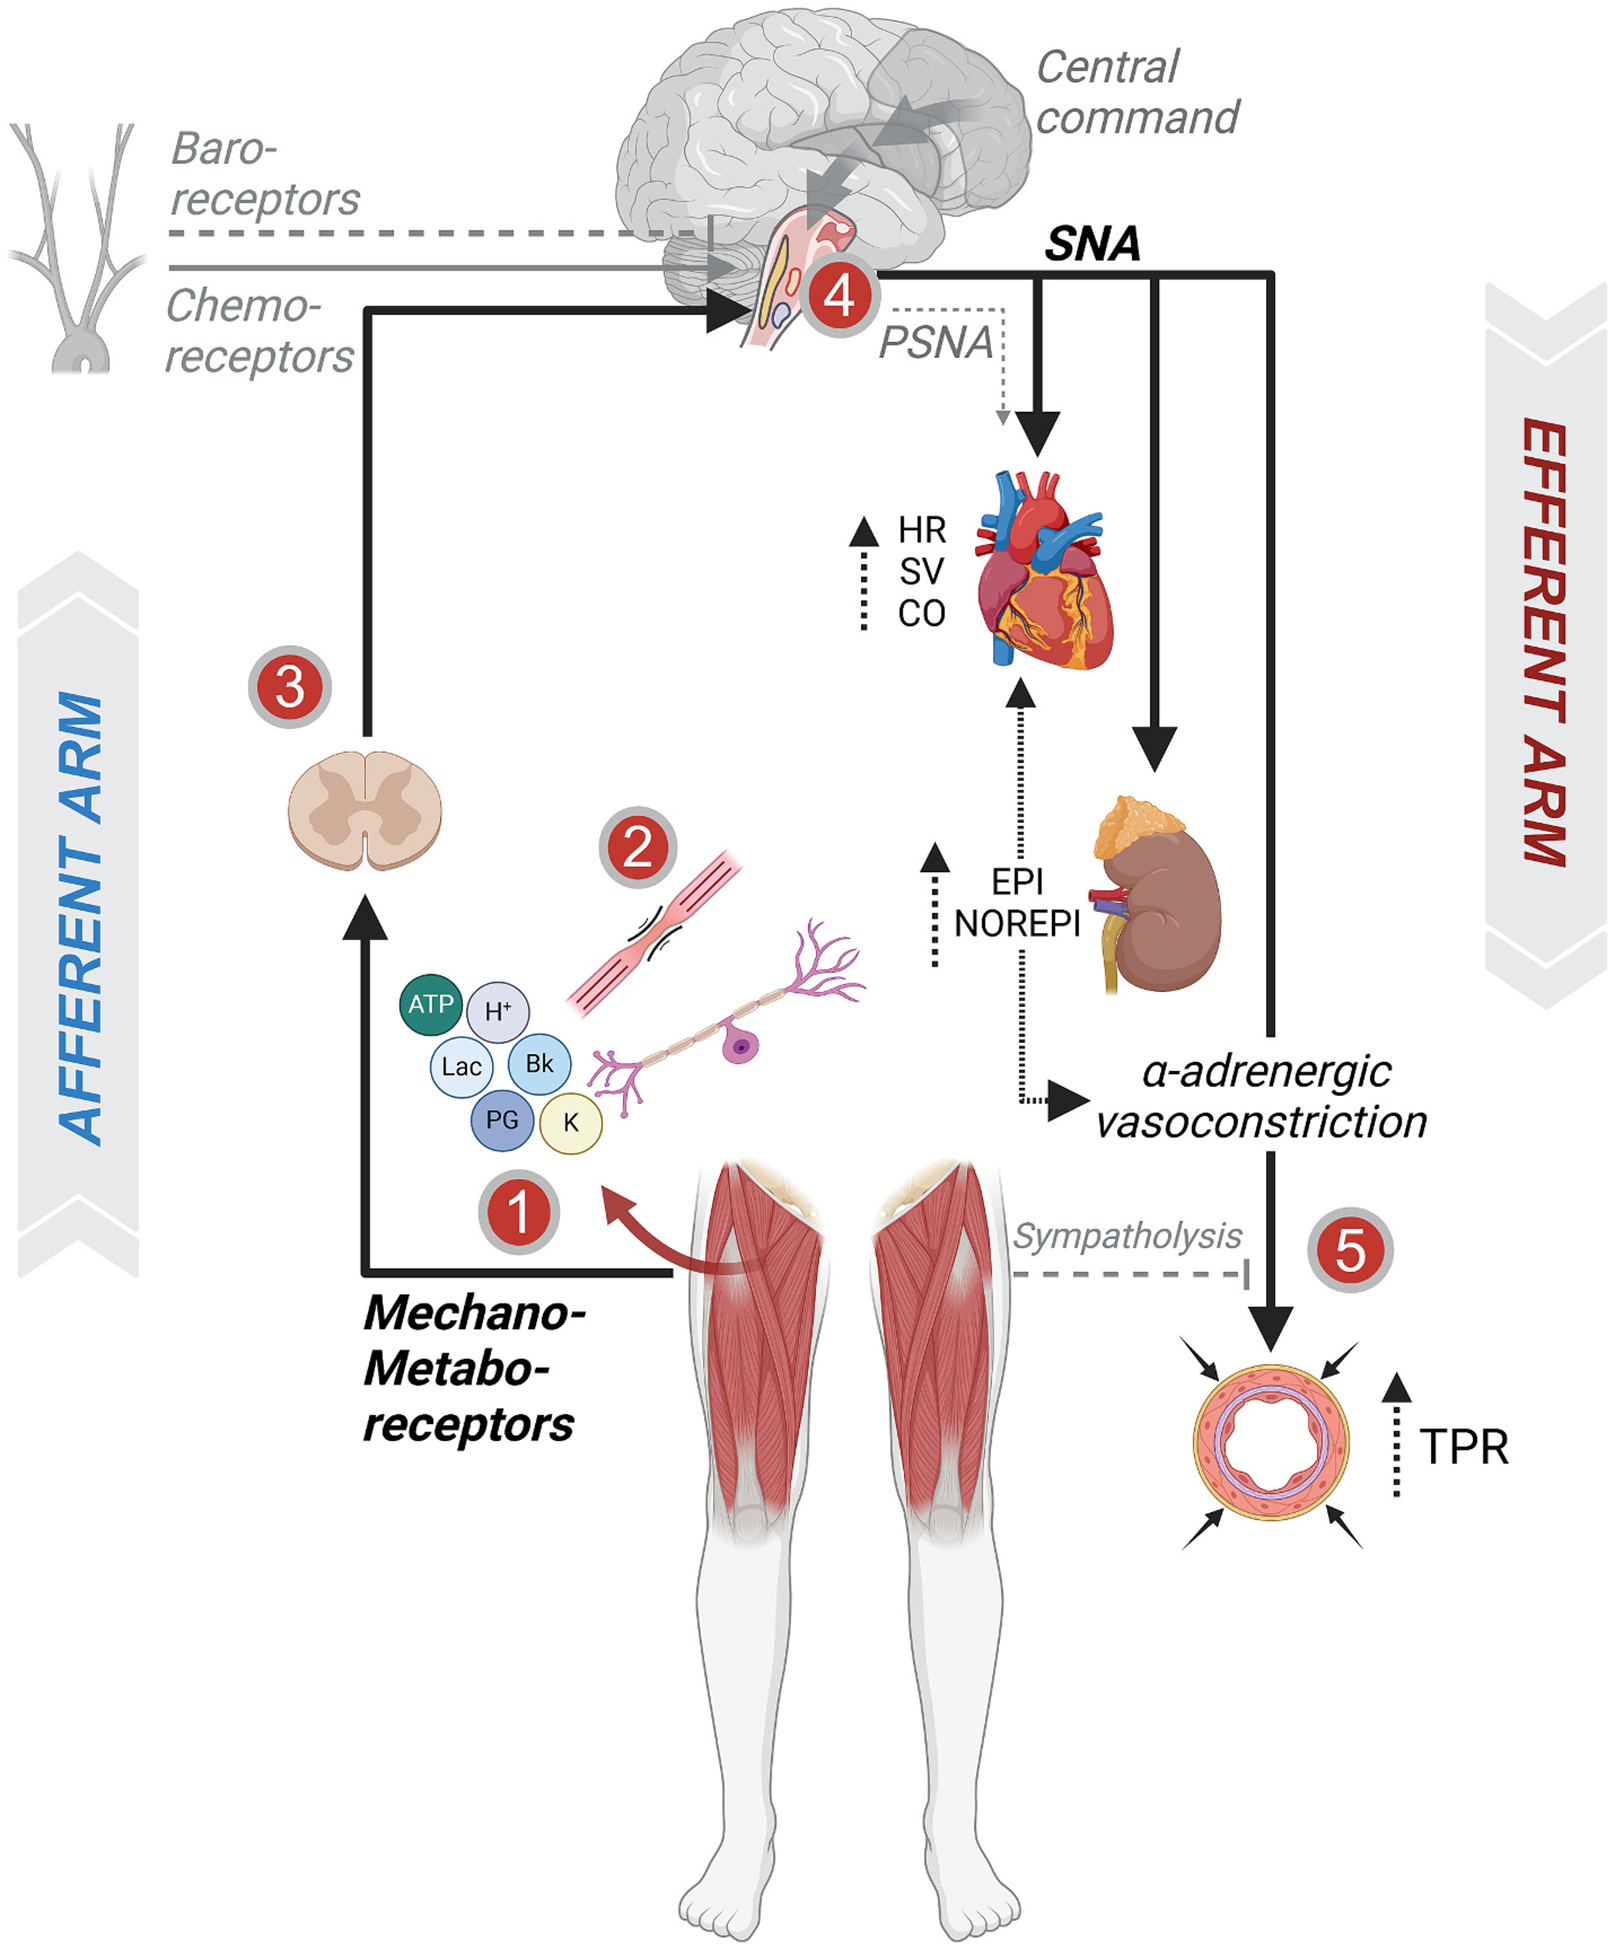 Central
command
Baro-
receptors
Chemo-
receptors
SNA
4
PSNA
EFFERENT ARM
HR
SV
CO
3
AFFERENT ARM
2
EPI
NOREPI
ATP
H⁺
Lac
Bk
PG
K
α-adrenergic
vasoconstriction
1
Sympatholysis
5
Mechano-
Metabo-
receptors
TPR